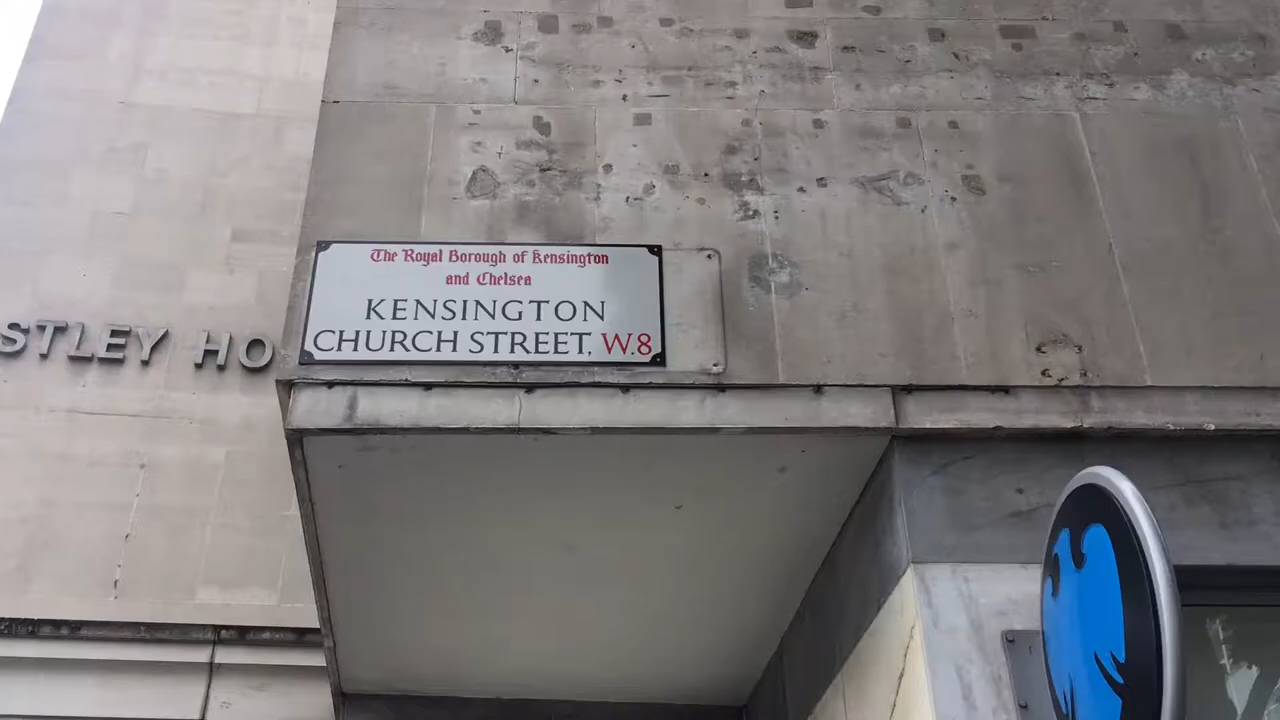 The Royal Borough of Kensington
and Chelsea
KENSINGTON
CHURCH STREET, W.8
STLEY HO